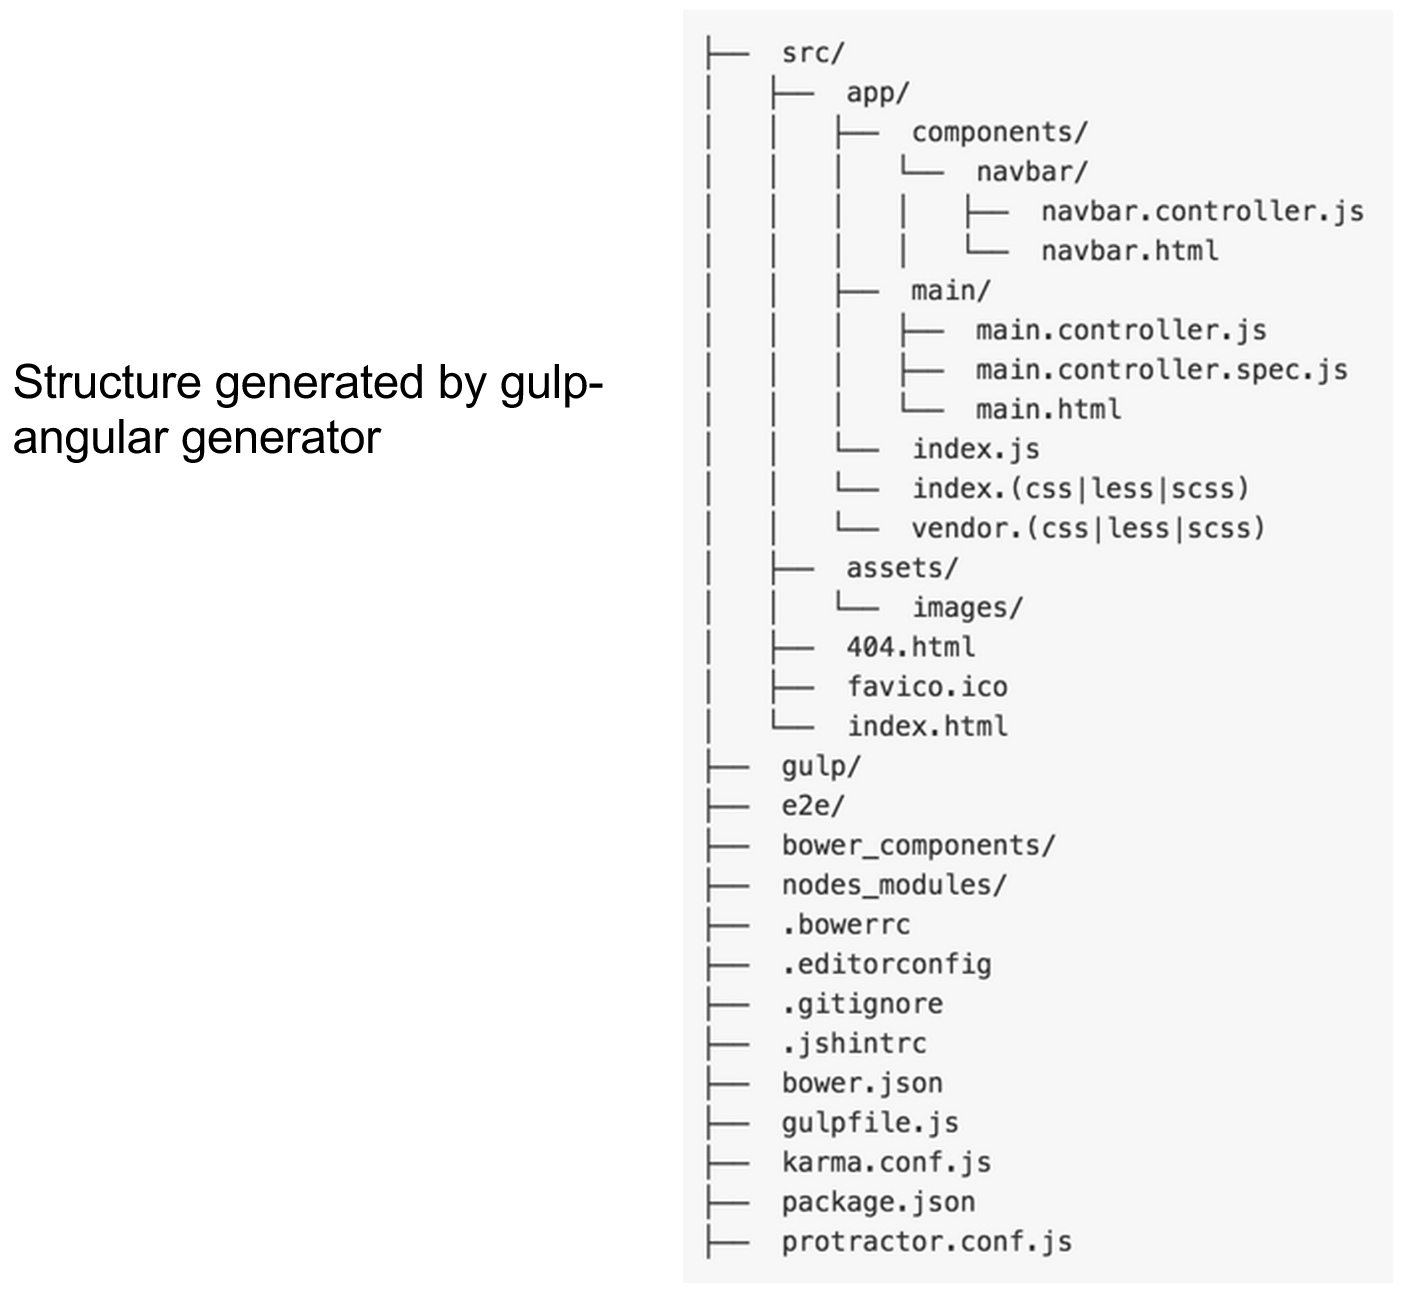 Structure generated by gulp-
angular generator
├── src/
│   ├── app/
│   │   ├── components/
│   │   │   └── navbar/
│   │   │   │   ├── navbar.controller.js
│   │   │   │   └── navbar.html
│   │   ├── main/
│   │   │   ├── main.controller.js
│   │   │   ├── main.controller.spec.js
│   │   │   └── main.html
│   │   └── index.js
│   │   └── index.(css|less|scss)
│   │   └── vendor.(css|less|scss)
│   ├── assets/
│   │   └── images/
│   ├── 404.html
│   ├── favico.ico
│   └── index.html
├── gulp/
├── e2e/
├── bower_components/
├── nodes_modules/
├── .bowerrc
├── .editorconfig
├── .gitignore
├── .jshintrc
├── bower.json
├── gulpfile.js
├── karma.conf.js
├── package.json
├── protractor.conf.js